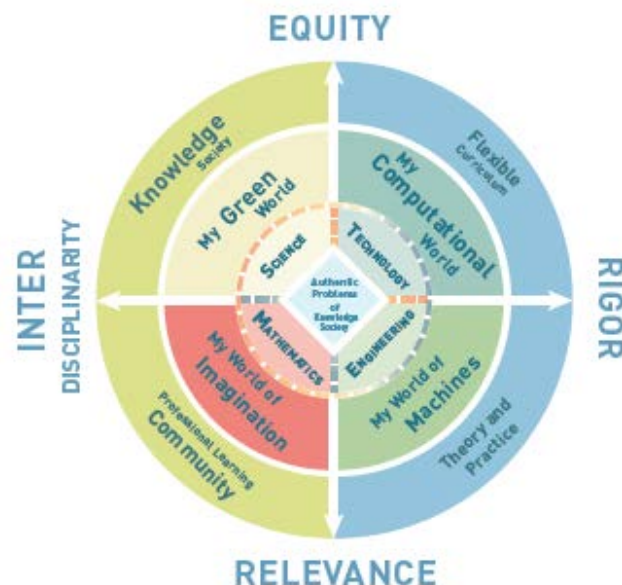 EQUITY
Knowledge
Society
Flexible
Curriculum
My Green
World
My
Computational
World
SCIENCE
TECHNOLOGY
INTER
DISCIPLINARITY
Authentic
Problems
of
Knowledge
Society
RIGOR
MATHEMATICS
ENGINEERING
My World of
Imagination
My World of
Machines
Professional Learning
Community
Theory and
Practice
RELEVANCE